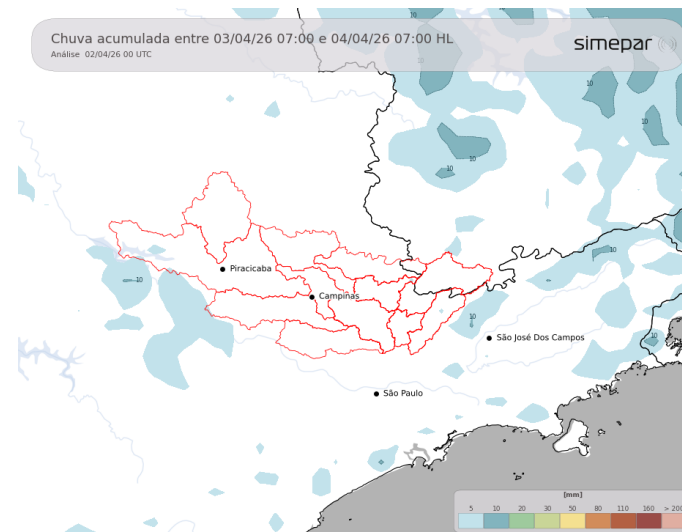 Chuva acumulada entre 03/04/26 07:00 e 04/04/26 07:00 HL
Análise 02/04/26 00 UTC
simepar
10
10
10
10
10
10
Piracicaba
10
Campinas
10
São José Dos Campos
10
São Paulo
[mm]
5 10 20 30 50 80 110 160 > 200